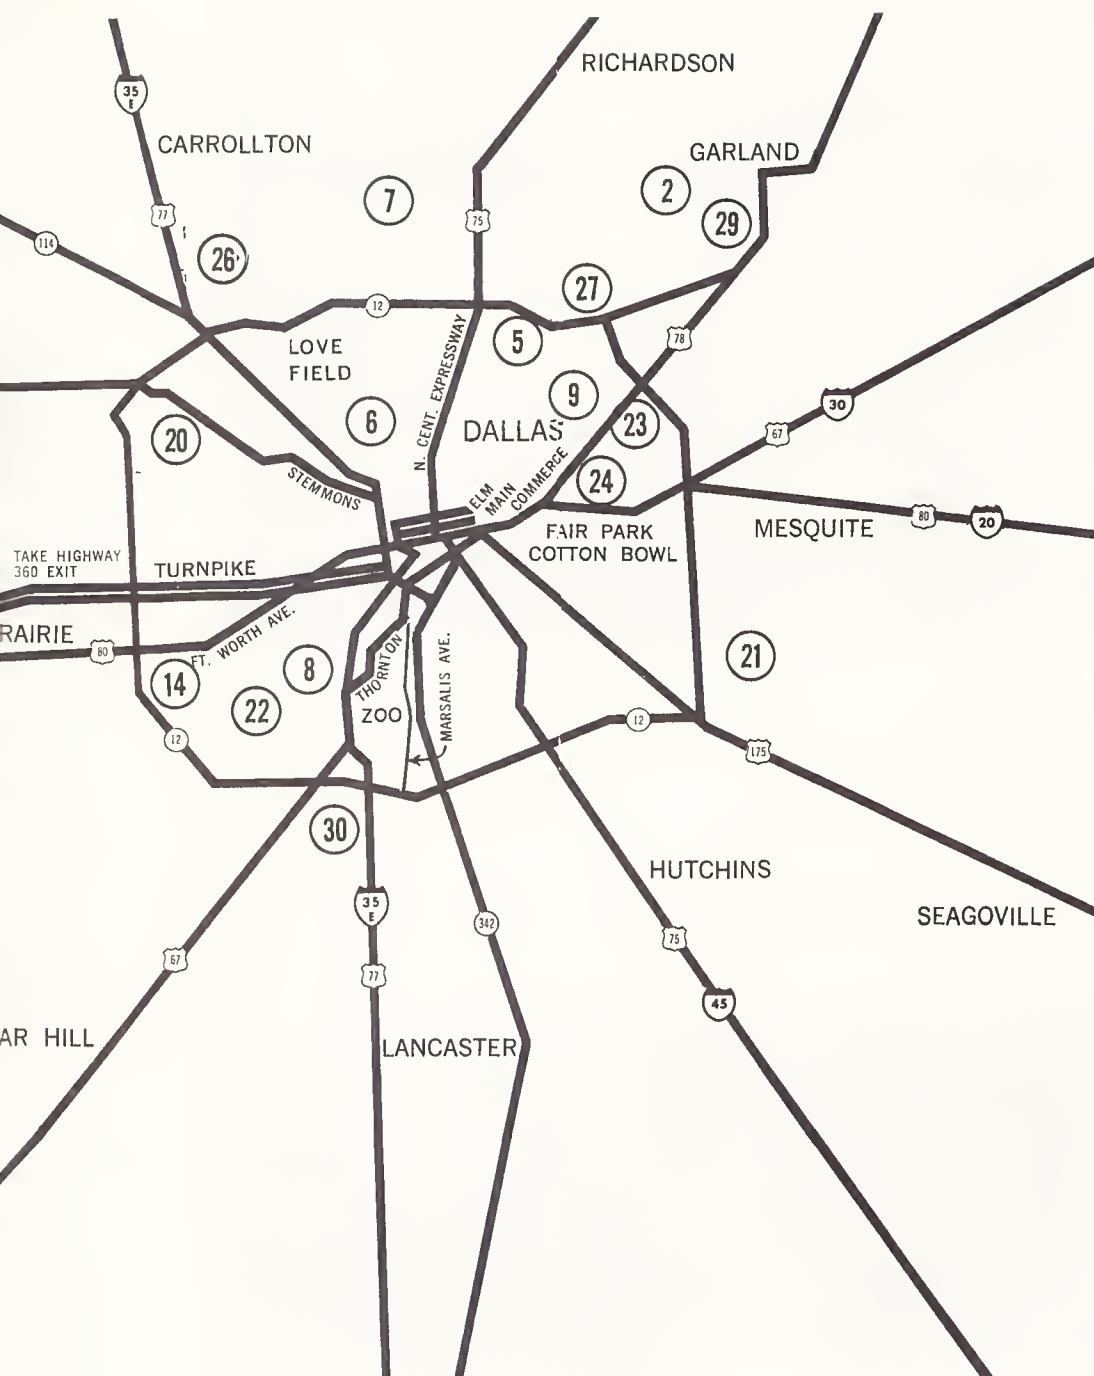 RICHARDSON
35
E
CARROLLTON
GARLAND
2
7
77
75
29
114
26
27
12
LOVE
FIELD
N. CENT. EXPRESSWAY
5
78
9
30
6
DALLAS
23
67
20
STEMMONS
ELM
MAIN
COMMERCE
24
80
20
MESQUITE
FAIR PARK
COTTON BOWL
TAKE HIGHWAY
360 EXIT
TURNPIKE
RAIRIE
80
FT. WORTH AVE.
14
8
22
THORNTON
ZOO
MARSALIS AVE.
21
12
12
175
30
HUTCHINS
35
E
SEAGOVILLE
342
75
67
77
45
AR HILL
LANCASTER